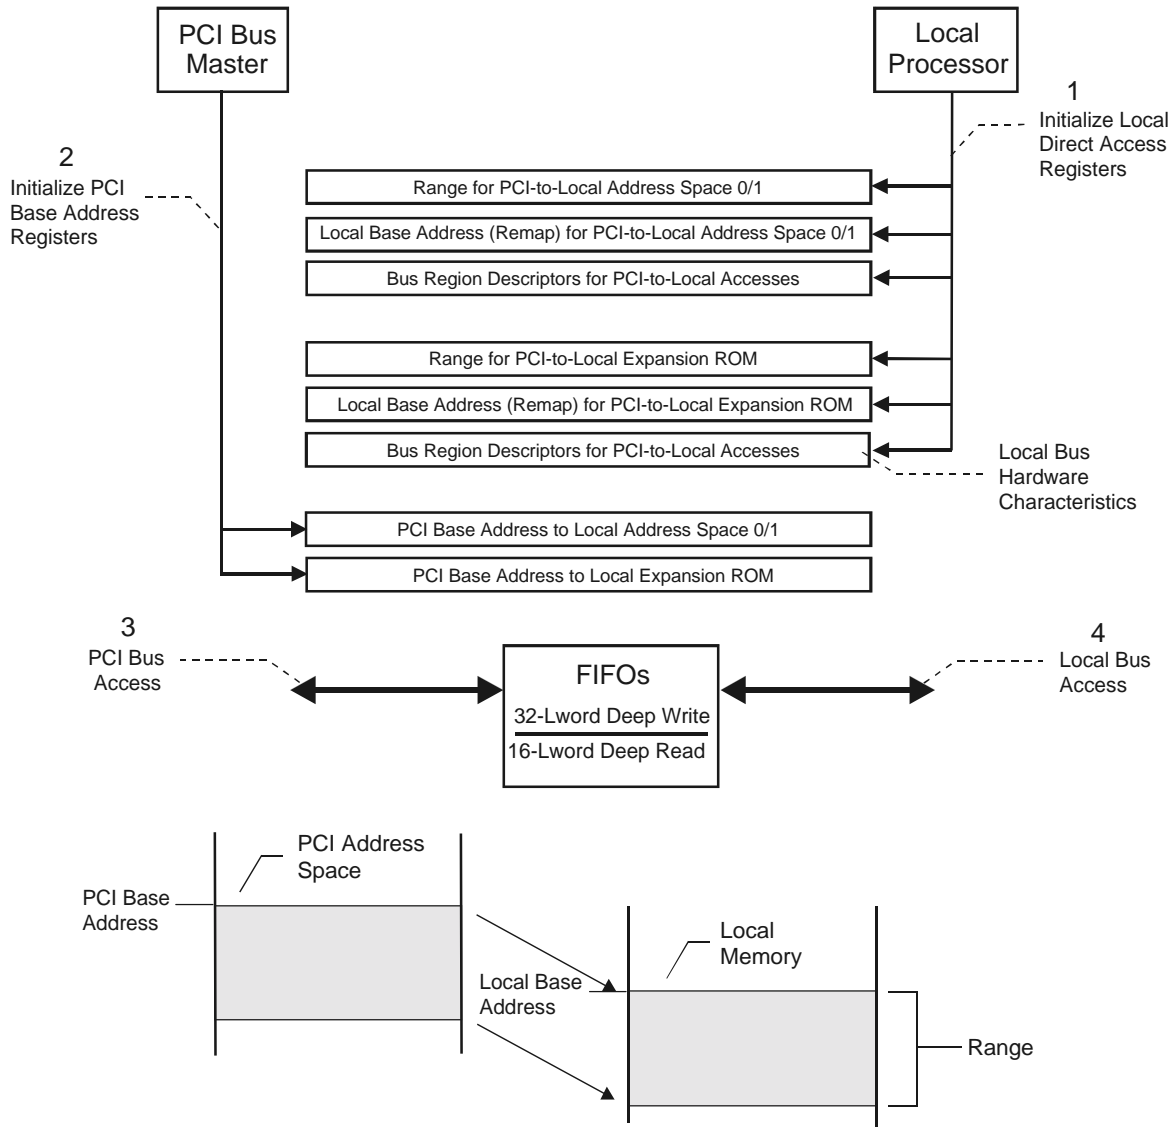 PCI Bus
Master
Local
Processor
1
Initialize Local
Direct Access
Registers
2
Initialize PCI
Base Address
Registers
Range for PCI-to-Local Address Space 0/1
Local Base Address (Remap) for PCI-to-Local Address Space 0/1
Bus Region Descriptors for PCI-to-Local Accesses
Range for PCI-to-Local Expansion ROM
Local Base Address (Remap) for PCI-to-Local Expansion ROM
Bus Region Descriptors for PCI-to-Local Accesses
Local Bus
Hardware
Characteristics
PCI Base Address to Local Address Space 0/1
PCI Base Address to Local Expansion ROM
3
PCI Bus
Access
FIFOs
32-Lword Deep Write
16-Lword Deep Read
4
Local Bus
Access
PCI Address
Space
PCI Base
Address
Local
Memory
Local Base
Address
Range